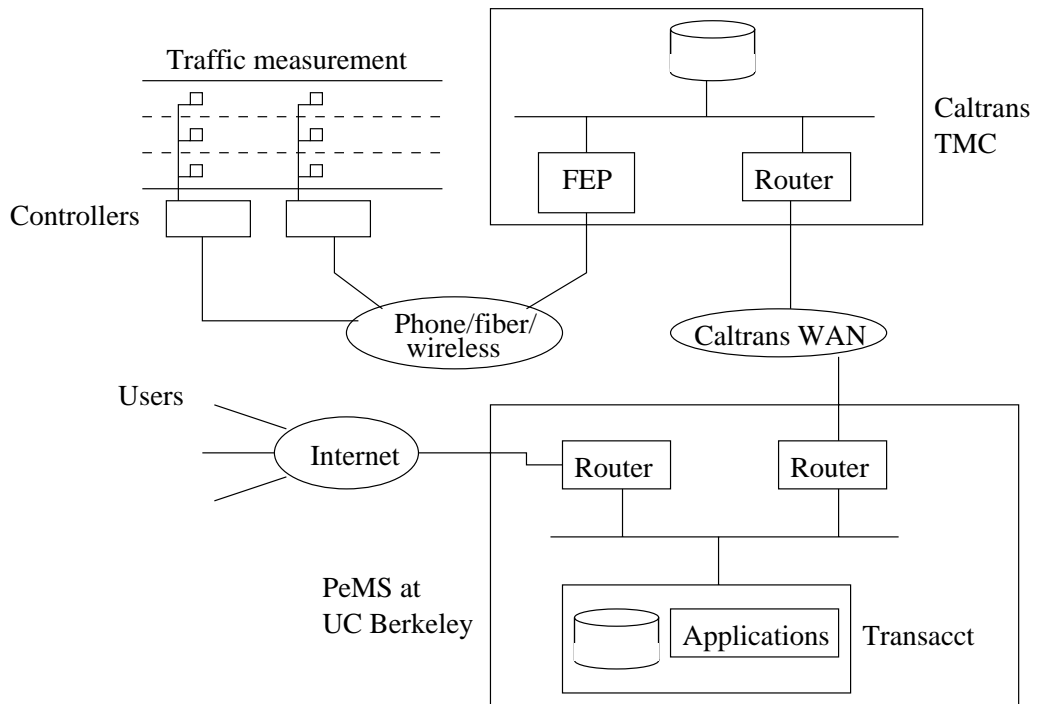 Traffic measurement
Caltrans
TMC
FEP
Router
Controllers
Phone/fiber/
wireless
Caltrans WAN
Users
Internet
Router
Router
PeMS at
UC Berkeley
Applications
Transacct